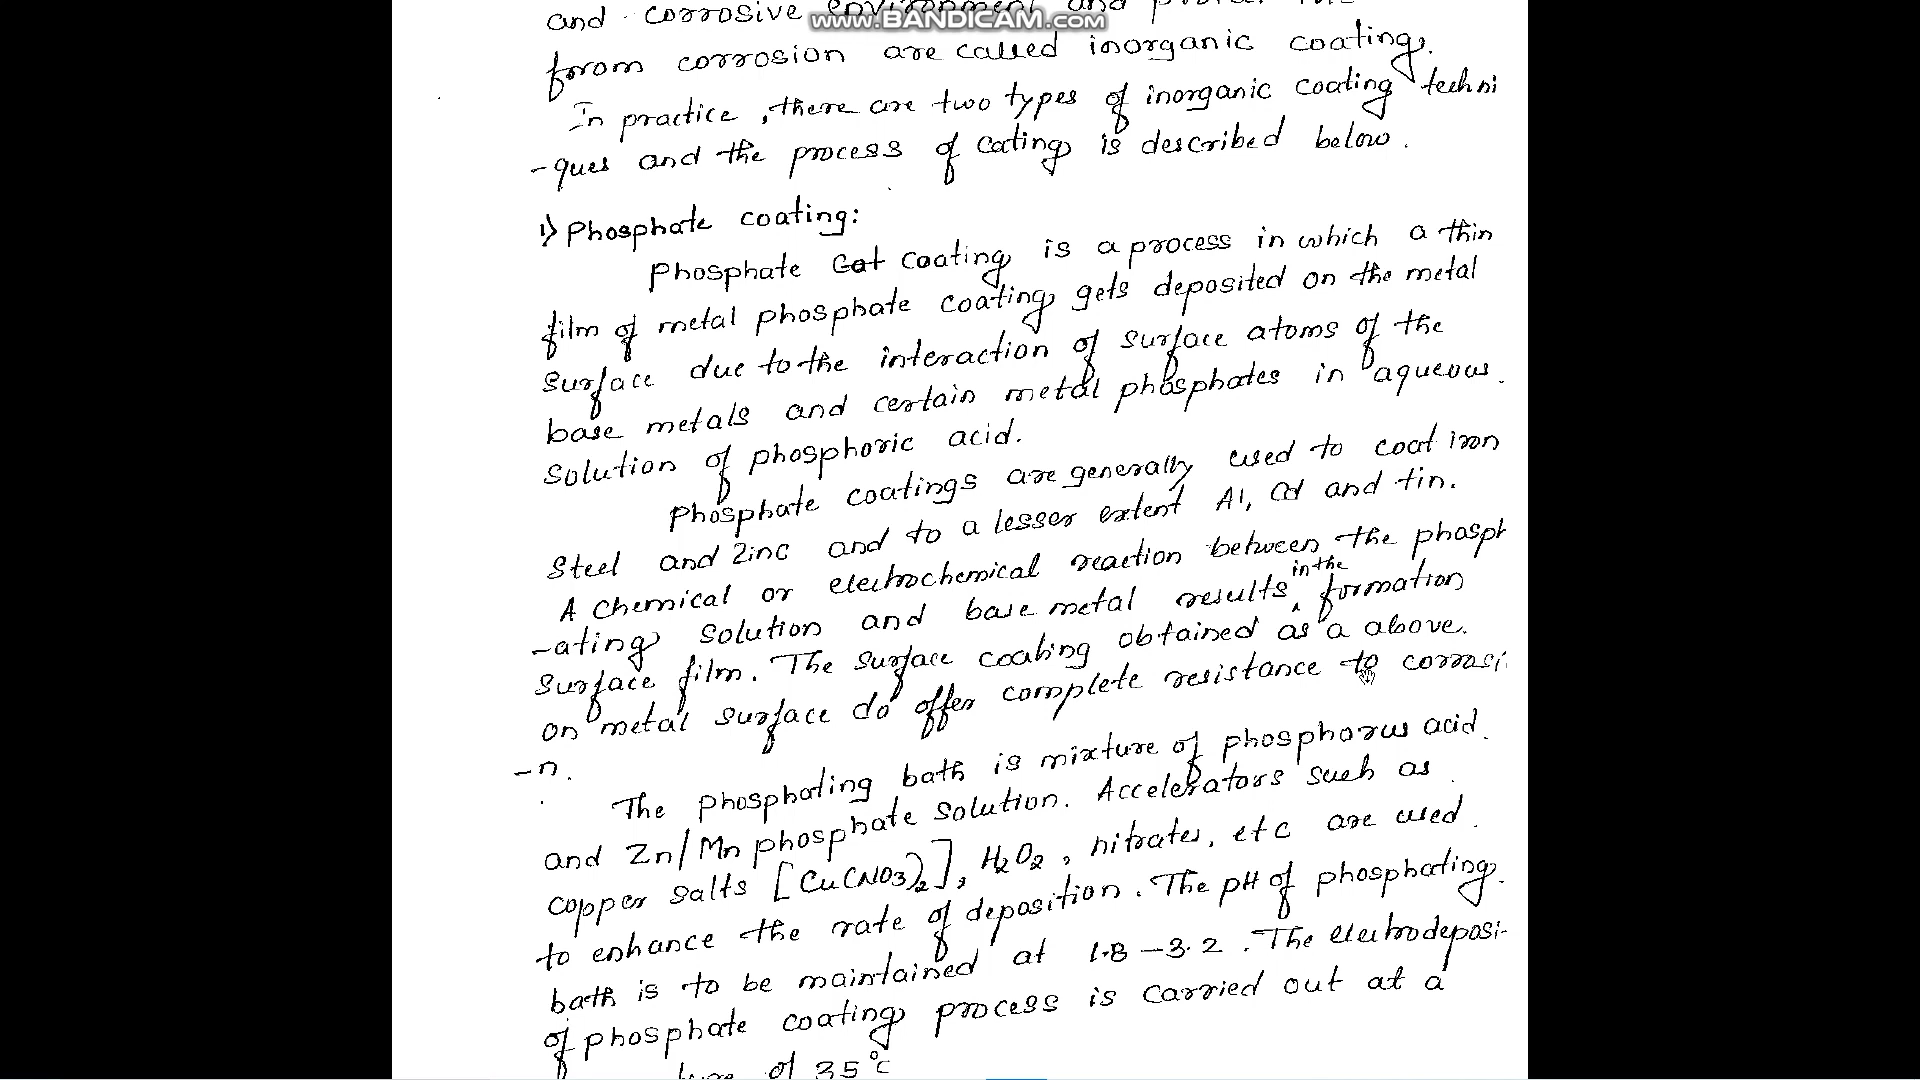 www.BANDICAM.com
and corrosive environment and
from corrosion are called inorganic coating.
In practice, there are two types of inorganic coating techni
-ques and the process of cating is described below.
1) Phosphate coating:
Phosphate Cat Coating is a process in which a thin
film of metal phosphate coating gets deposited on the metal
surface due to the interaction of surface atoms of the
base metals and certain metal phosphates in aqueous.
solution of phosphoric acid.
Phosphate coatings are generally used to coat iron
Steel and Zinc and to a lesser extent Al, Cd and tin.
A Chemical or electrochemical reaction between the phosph
-ating solution and base metal results in the formation
surface film. The surface coating obtained as a above.
on metal surface do offer complete resistance to corrosi
-n.
The phosphating bath is mixture of phosphorus acid.
and Zn/Mn phosphate solution. Accelerators such as
copper salts [Cu(NO3)2], H2O2, nitrates, etc are used.
to enhance the rate of deposition. The pH of phosphating.
bath is to be maintained at 1.8 – 3.2. The electrodeposi-
of phosphate coating process is carried out at a
of 35°C